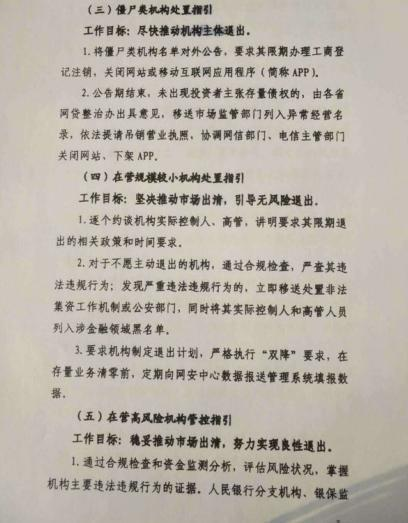 （三）僵尸类机构处置指引
工作目标：尽快推动机构主体退出。
1.将僵尸类机构名单对外公告，要求其限期办理工商登
记注销，关闭网站或移动互联网应用程序（简称 APP）。
2.公告期结束，未出现投资者主张存量债权的，由各省
网贷整治办出具意见，移送市场监管部门列入异常经营名
录，依法提请吊销营业执照，协调网信部门、电信主管部门
关闭网站、下架 APP。
（四）在营规模较小机构处置指引
工作目标：坚决推动市场出清，引导无风险退出。
1.逐个约谈机构实际控制人、高管，讲明要求其限期退
出的相关政策和时间要求。
2.对于不愿主动退出的机构，通过合规检查，严查其违
法违规行为；发现严重违法违规行为的，立即移送处置非法
集资工作机制或公安部门，同时将其实际控制人和高管人员
列入涉金融领域黑名单。
3.要求机构制定退出计划，严格执行“双降”要求，在
存量业务清零前，定期向网安中心数据报送管理系统填报数
据。
（五）在营高风险机构管控指引
工作目标：稳妥推动市场出清，努力实现良性退出。
1.通过合规检查和资金监测分析，评估风险状况，掌握
机构主要违法违规行为的证据。人民银行分支机构、银保监